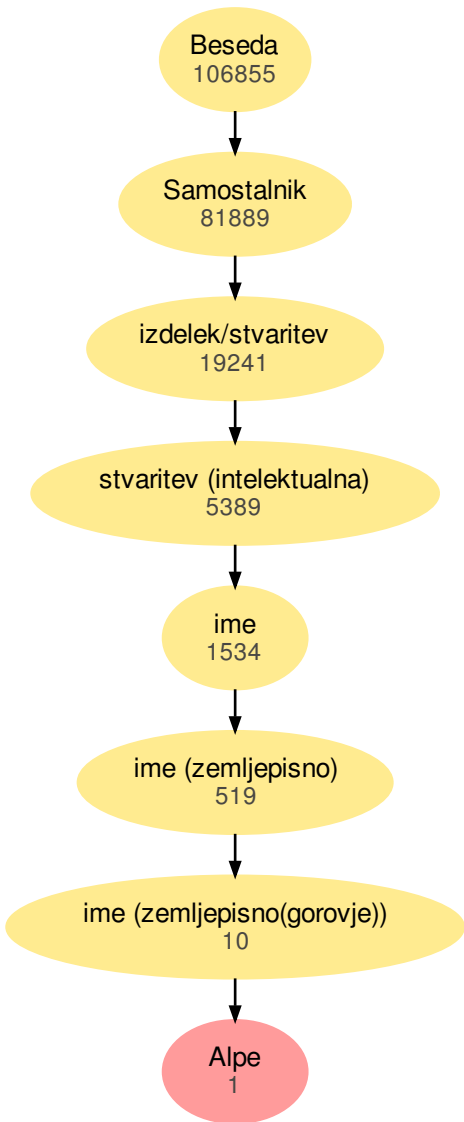 Beseda
106855
Samostalnik
81889
izdelek/stvaritev
19241
stvaritev (intelektualna)
5389
ime
1534
ime (zemljepisno)
519
ime (zemljepisno(gorovje))
10
Alpe
1